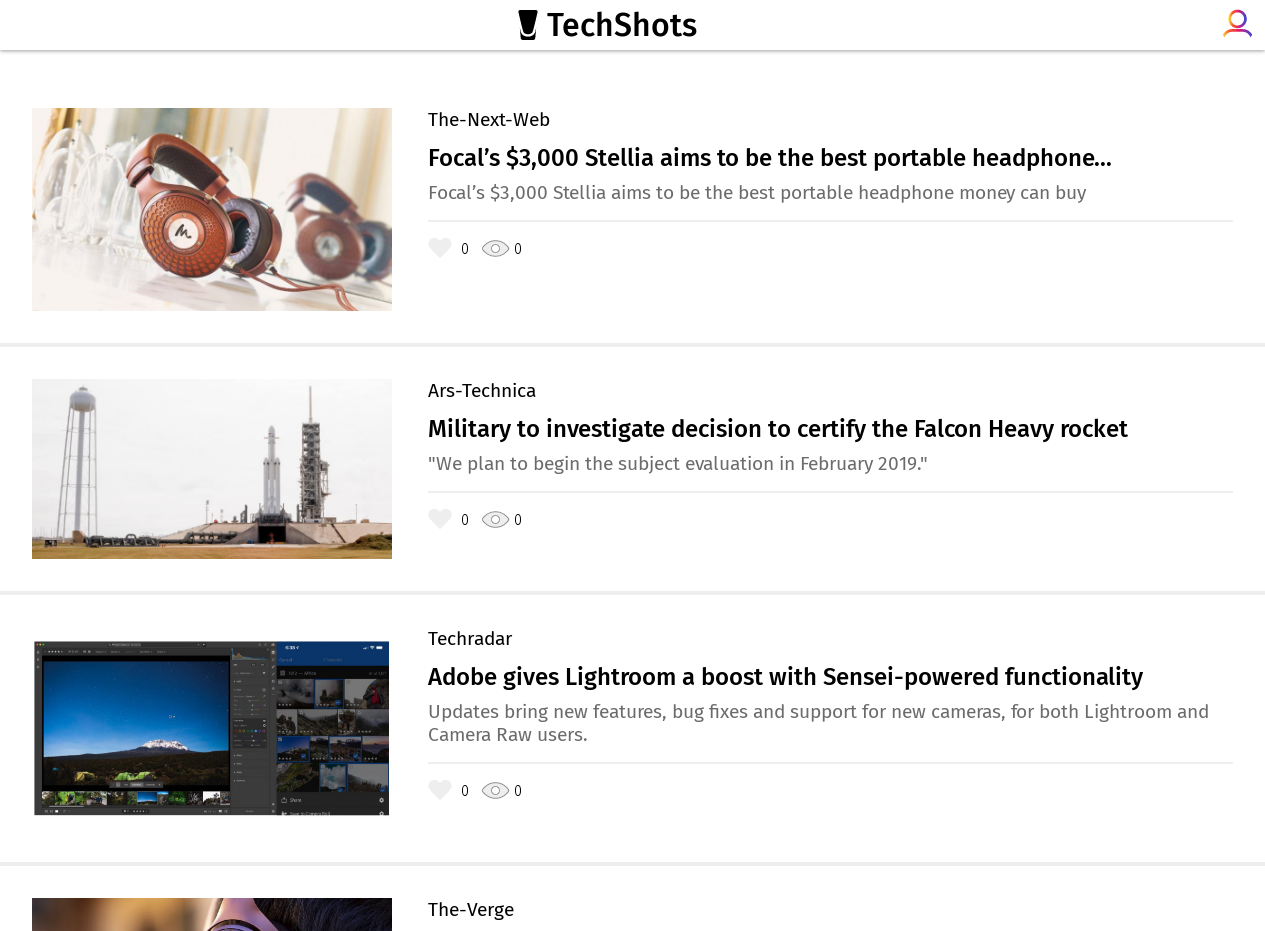 TechShots
The-Next-Web
Focal’s $3,000 Stellia aims to be the best portable headphone...
Focal’s $3,000 Stellia aims to be the best portable headphone money can buy
0 0
Ars-Technica
Military to investigate decision to certify the Falcon Heavy rocket
"We plan to begin the subject evaluation in February 2019."
0 0
Techradar
Adobe gives Lightroom a boost with Sensei-powered functionality
Updates bring new features, bug fixes and support for new cameras, for both Lightroom and
Camera Raw users.
0 0
The-Verge